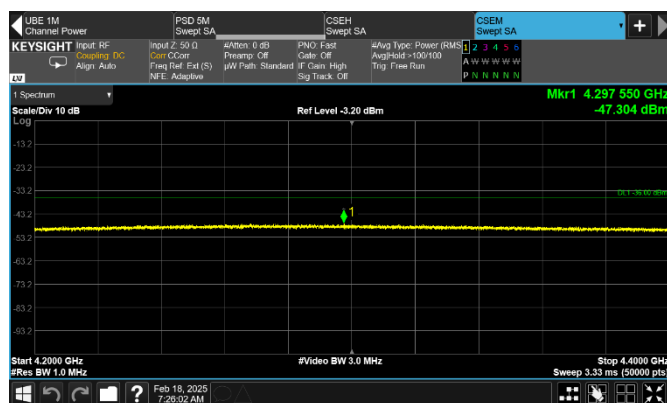 UBE 1M
Channel Power
PSD 5M
Swept SA
CSEH
Swept SA
CSEM
Swept SA
KEYSIGHT
LXI
Input: RF
Coupling: DC
Align: Auto
Input Z: 50 Ω
Corr CCorr
Freq Ref: Ext (S)
NFE: Adaptive
#Atten: 0 dB
Preamp: Off
µW Path: Standard
PNO: Fast
Gate: Off
IF Gain: High
Sig Track: Off
#Avg Type: Power (RMS)
Avg|Hold: >100/100
Trig: Free Run
1 2 3 4 5 6
A W W W W W
P N N N N N
1 Spectrum
Mkr1 4.297 550 GHz
Scale/Div 10 dB
Ref Level -3.20 dBm
-47.304 dBm
Log
-13.2
-23.2
-33.2
DL1 -36.00 dBm
-43.2
1
-53.2
-63.2
-73.2
-83.2
-93.2
Start 4.2000 GHz
#Video BW 3.0 MHz
Stop 4.4000 GHz
#Res BW 1.0 MHz
Sweep 3.33 ms (50000 pts)
Feb 18, 2025
7:26:02 AM